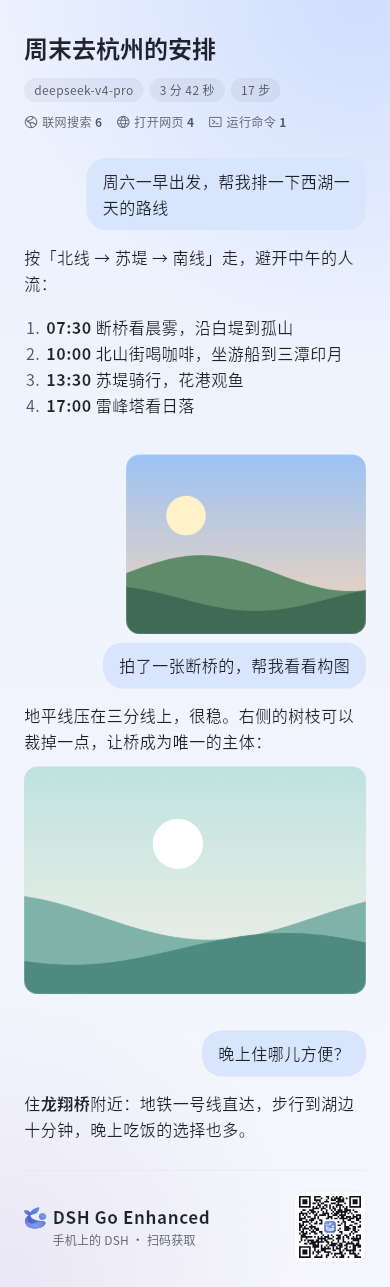 周末去杭州的安排
deepseek-v4-pro 3 分 42 秒 17 步
联网搜索 6 打开网页 4 运行命令 1
周六一早出发，帮我排一下西湖一
天的路线
按「北线 → 苏堤 → 南线」走，避开中午的人
流：
1. 07:30 断桥看晨雾，沿白堤到孤山
2. 10:00 北山街喝咖啡，坐游船到三潭印月
3. 13:30 苏堤骑行，花港观鱼
4. 17:00 雷峰塔看日落
拍了一张断桥的，帮我看看构图
地平线压在三分线上，很稳。右侧的树枝可以
裁掉一点，让桥成为唯一的主体：
晚上住哪儿方便？
住龙翔桥附近：地铁一号线直达，步行到湖边
十分钟，晚上吃饭的选择也多。
DSH Go Enhanced
手机上的 DSH · 扫码获取